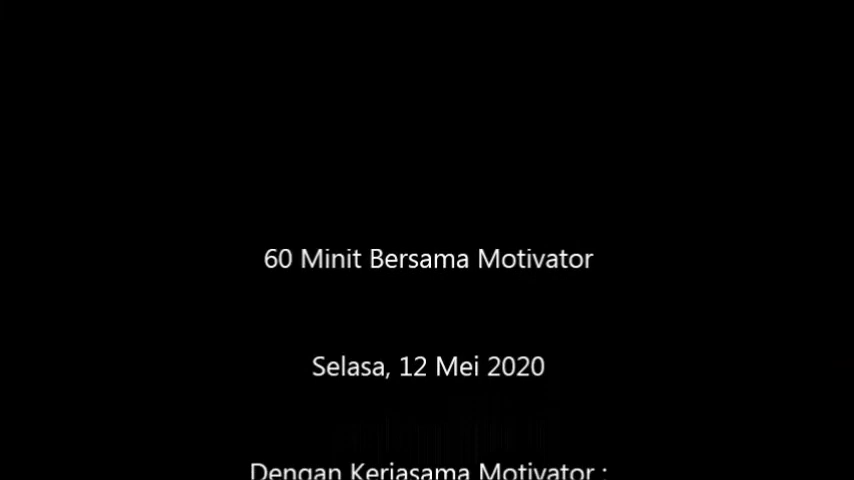 60 Minit Bersama Motivator
Selasa, 12 Mei 2020
Dengan Kerjasama Motivator :